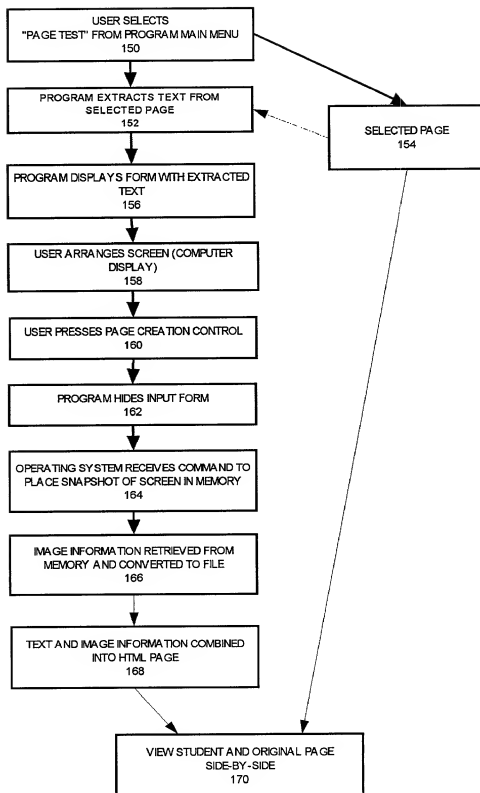 USER SELECTS
"PAGE TEST" FROM PROGRAM MAIN MENU
150
PROGRAM EXTRACTS TEXT FROM
SELECTED PAGE
152
SELECTED PAGE
154
PROGRAM DISPLAYS FORM WITH EXTRACTED
TEXT
156
USER ARRANGES SCREEN (COMPUTER
DISPLAY)
158
USER PRESSES PAGE CREATION CONTROL
160
PROGRAM HIDES INPUT FORM
162
OPERATING SYSTEM RECEIVES COMMAND TO
PLACE SNAPSHOT OF SCREEN IN MEMORY
164
IMAGE INFORMATION RETRIEVED FROM
MEMORY AND CONVERTED TO FILE
166
TEXT AND IMAGE INFORMATION COMBINED
INTO HTML PAGE
168
VIEW STUDENT AND ORIGINAL PAGE
SIDE-BY-SIDE
170